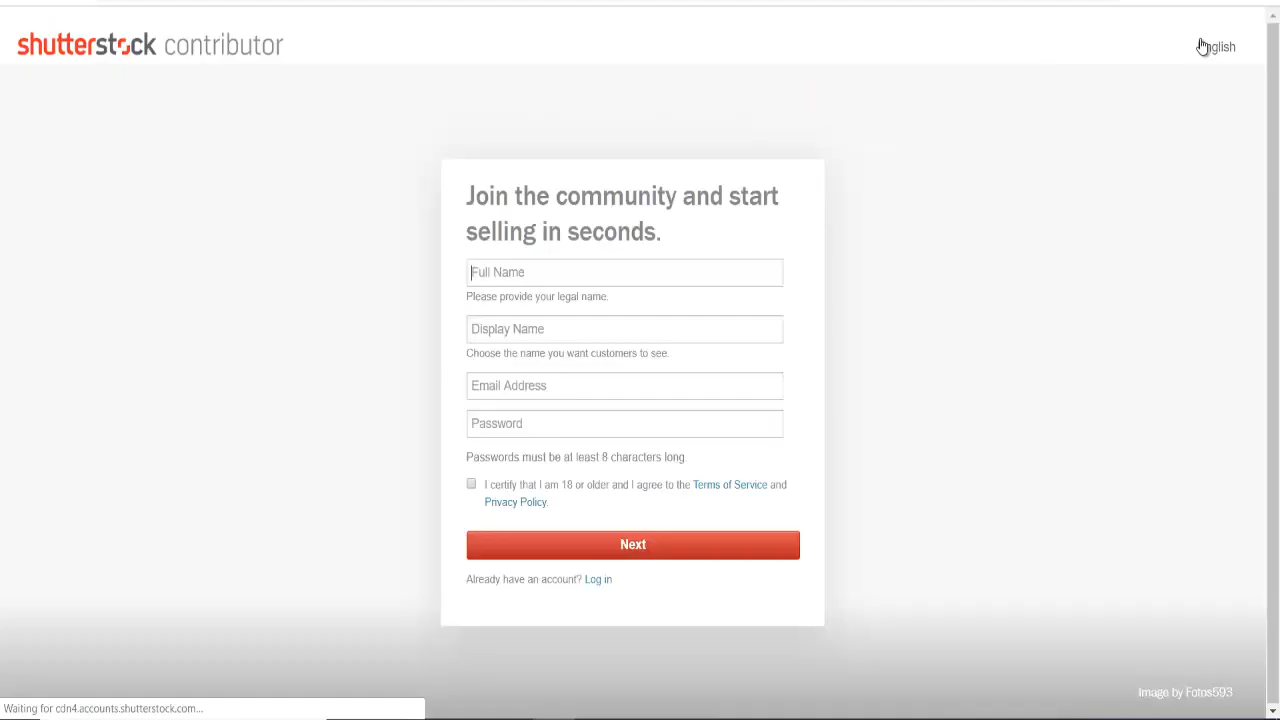 shutterstock contributor
English
Join the community and start
selling in seconds.
Full Name
Please provide your legal name.
Display Name
Choose the name you want customers to see.
Email Address
Password
Passwords must be at least 8 characters long
I certify that I am 18 or older and I agree to the Terms of Service and
Privacy Policy.
Next
Already have an account? Log in
Image by Fotos593
Waiting for cdn4.accounts.shutterstock.com...